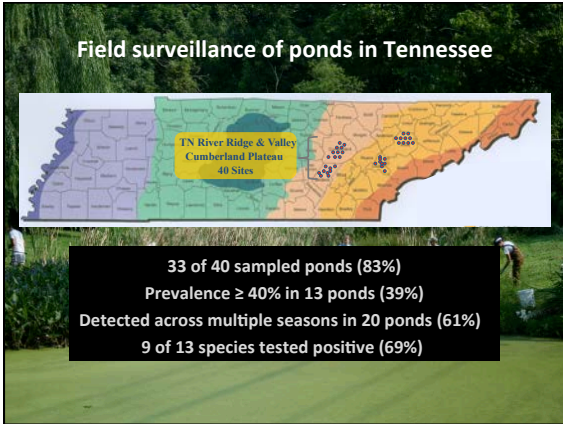 Field surveillance of ponds in Tennessee
TN River Ridge & Valley
Cumberland Plateau
40 Sites
33 of 40 sampled ponds (83%)
Prevalence ≥ 40% in 13 ponds (39%)
Detected across multiple seasons in 20 ponds (61%)
9 of 13 species tested positive (69%)